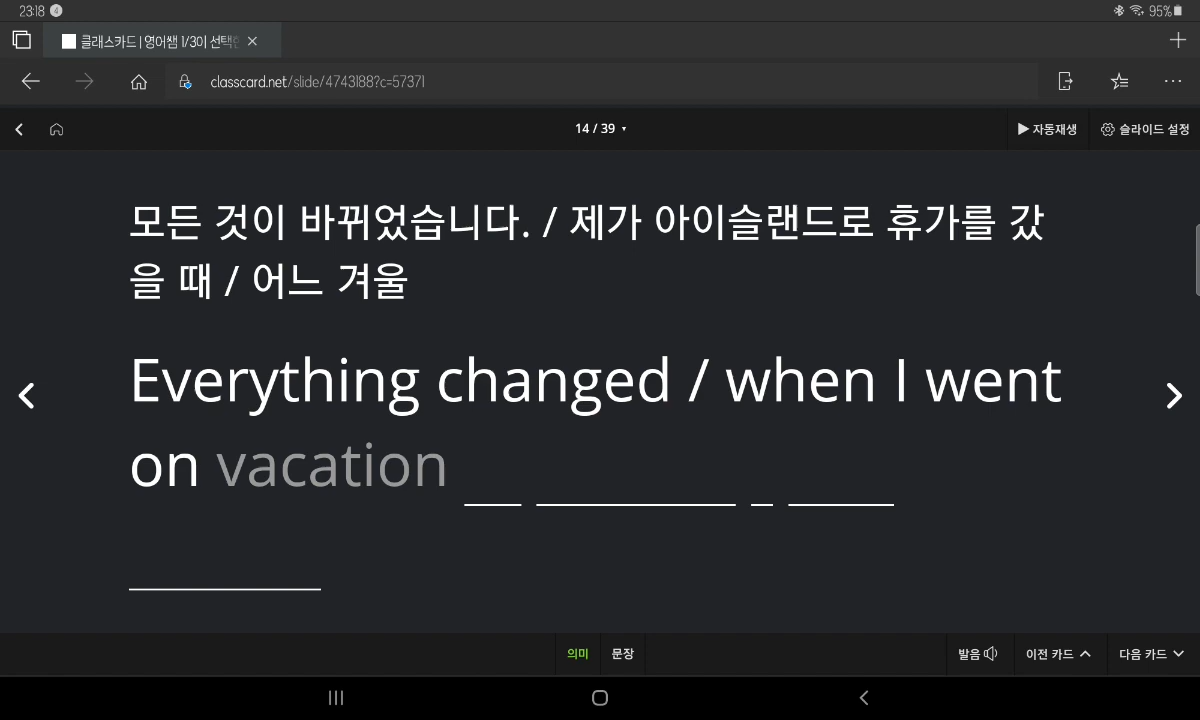 23:18 4 95%
클래스카드 | 영어쌤 1/3이 선택한
classcard.net/slide/4743188?c=57371
14 / 39 자동재생 슬라이드 설정
모든 것이 바뀌었습니다. / 제가 아이슬랜드로 휴가를 갔
을 때 / 어느 겨울
Everything changed / when I went
on vacation
의미 문장 발음 이전 카드 다음 카드